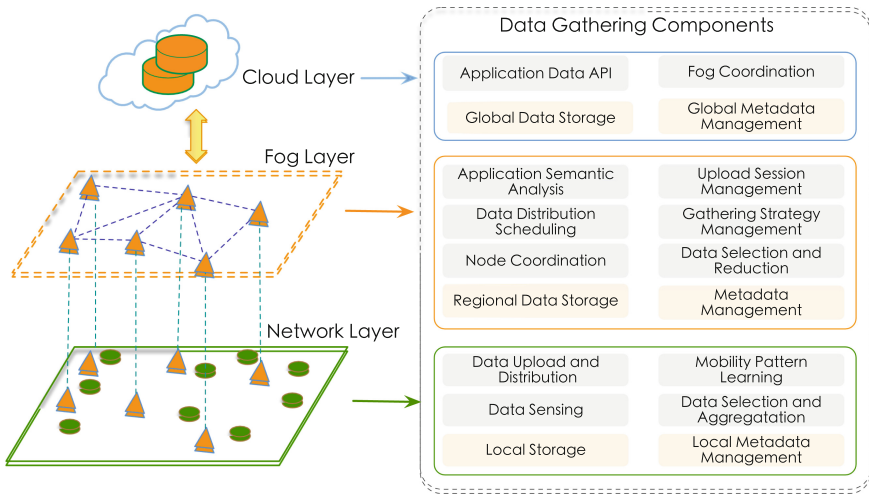 Data Gathering Components
Cloud Layer
Application Data API
Fog Coordination
Global Data Storage
Global Metadada
Management
Fog Layer
Application Semantic
Analysis
Upload Session
Management
Data Distribution
Scheduling
Gathering Strategy
Management
Node Coordination
Data Selection and
Reduction
Regional Data Storage
Metadada
Management
Network Layer
Data Upload and
Distribution
Mobility Pattern
Learning
Data Sensing
Data Selection and
Aggregatation
Local Storage
Local Metadada
Management